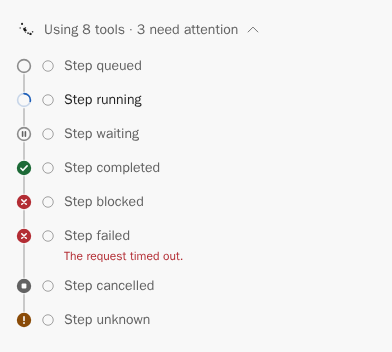 Using 8 tools · 3 need attention
Step queued
Step running
Step waiting
Step completed
Step blocked
Step failed
The request timed out.
Step cancelled
Step unknown